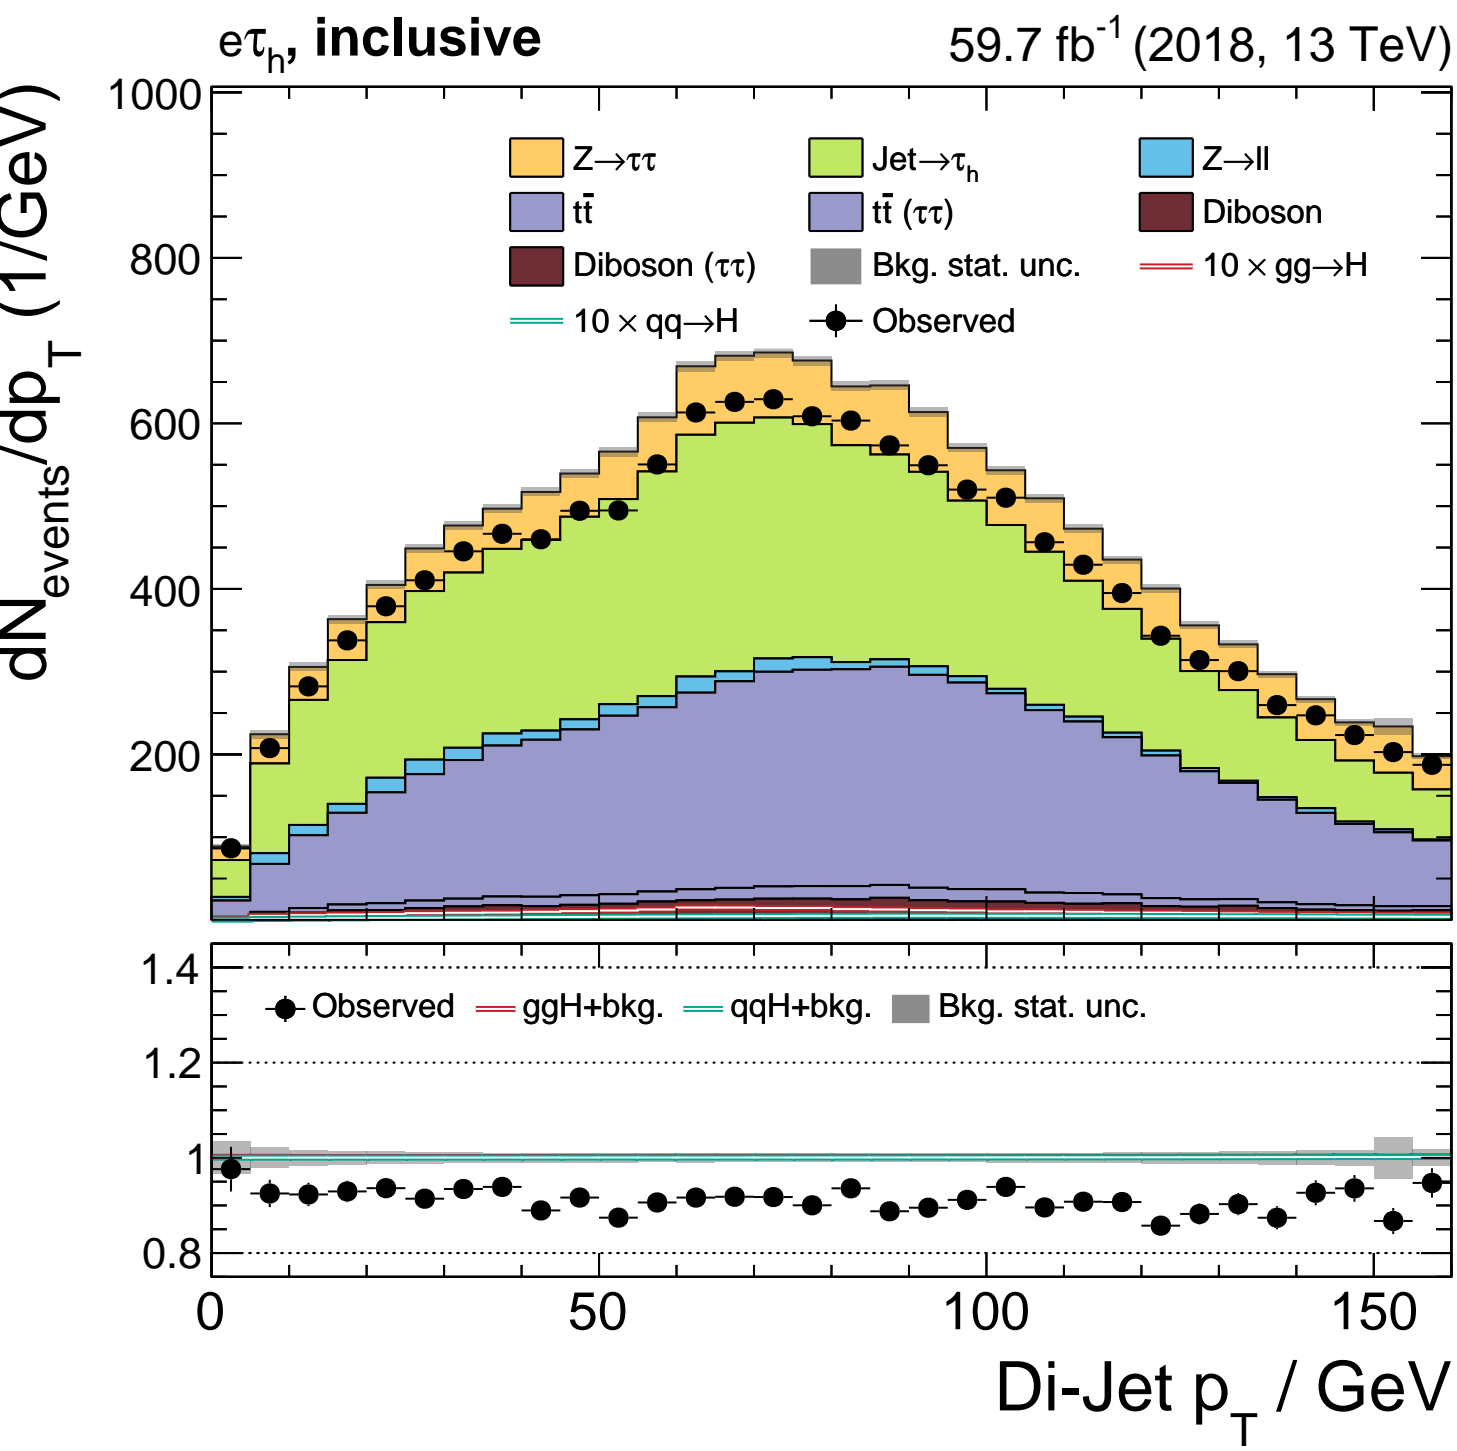 eτh, inclusive 59.7 fb-1 (2018, 13 TeV)
dNevents/dpT (1/GeV)
1000
800
600
400
200
Z→ττ Jet→τh Z→ll
tt̄ tt̄ (ττ) Diboson
Diboson (ττ) Bkg. stat. unc. 10 × gg→H
10 × qq→H Observed
1.4
1.2
1
0.8
Observed ggH+bkg. qqH+bkg. Bkg. stat. unc.
0 50 100 150
Di-Jet pT / GeV